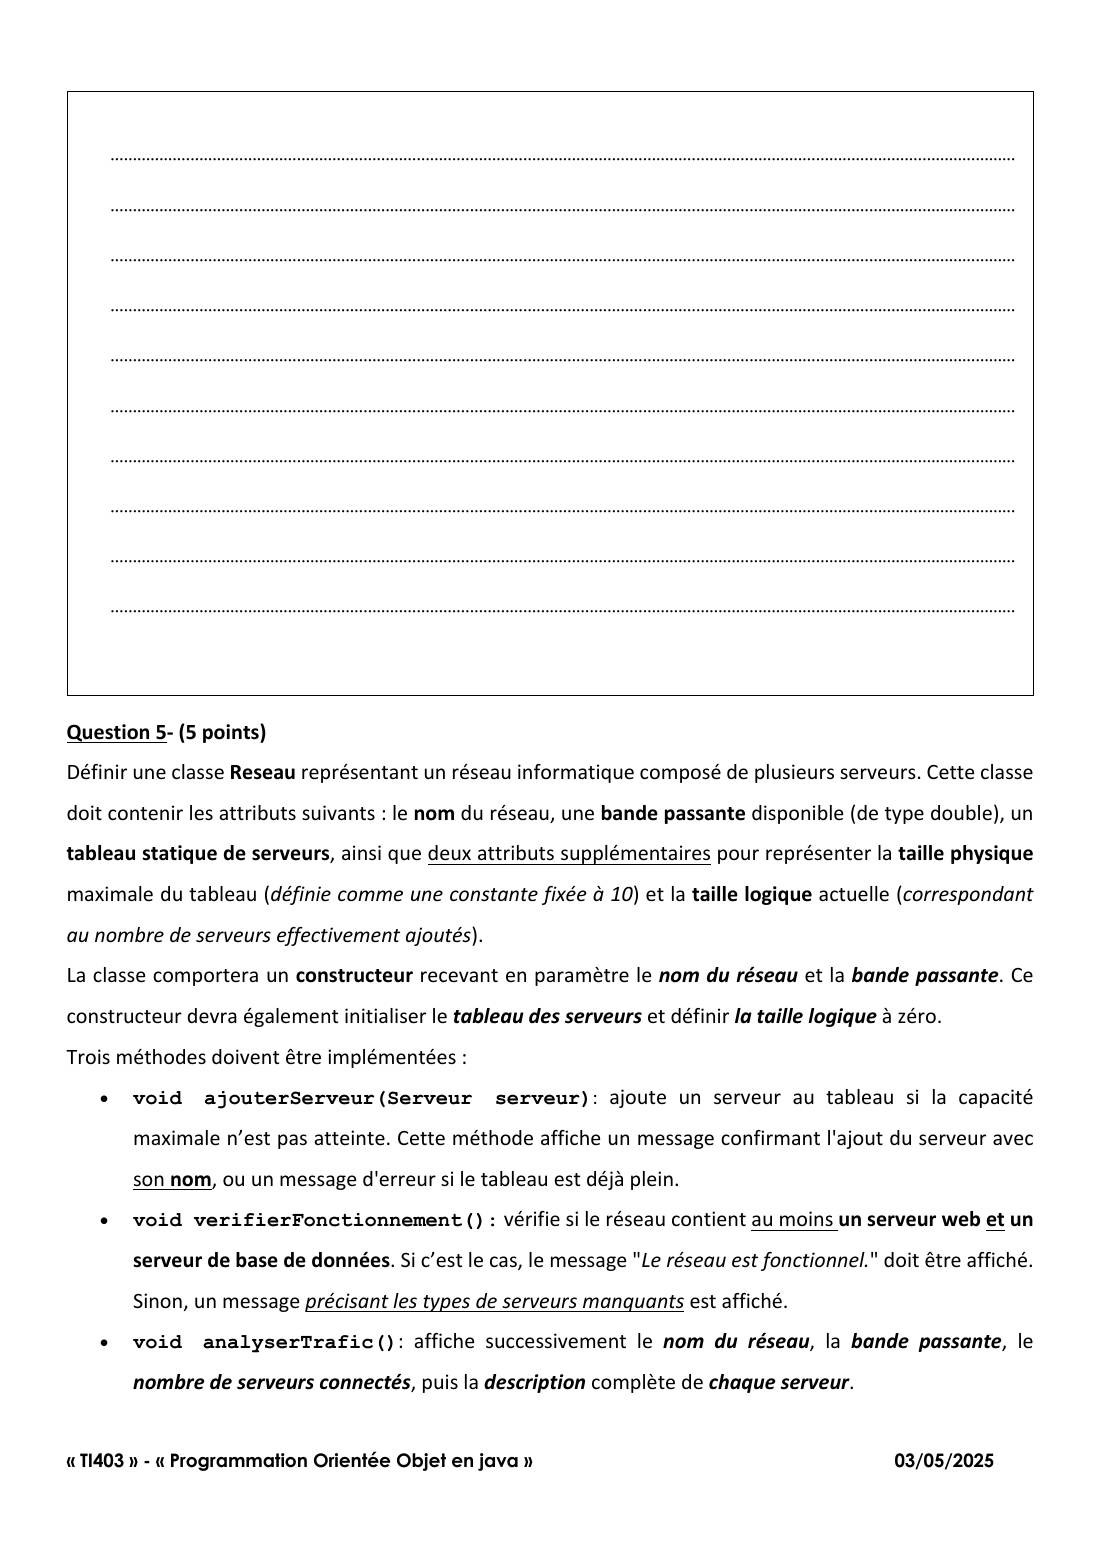 Question 5- (5 points)
Définir une classe Reseau représentant un réseau informatique composé de plusieurs serveurs. Cette classe
doit contenir les attributs suivants : le nom du réseau, une bande passante disponible (de type double), un
tableau statique de serveurs, ainsi que deux attributs supplémentaires pour représenter la taille physique
maximale du tableau (définie comme une constante fixée à 10) et la taille logique actuelle (correspondant
au nombre de serveurs effectivement ajoutés).
La classe comportera un constructeur recevant en paramètre le nom du réseau et la bande passante. Ce
constructeur devra également initialiser le tableau des serveurs et définir la taille logique à zéro.
Trois méthodes doivent être implémentées :
• void ajouterServeur(Serveur serveur): ajoute un serveur au tableau si la capacité
maximale n’est pas atteinte. Cette méthode affiche un message confirmant l'ajout du serveur avec
son nom, ou un message d'erreur si le tableau est déjà plein.
• void verifierFonctionnement(): vérifie si le réseau contient au moins un serveur web et un
serveur de base de données. Si c’est le cas, le message "Le réseau est fonctionnel." doit être affiché.
Sinon, un message précisant les types de serveurs manquants est affiché.
• void analyserTrafic(): affiche successivement le nom du réseau, la bande passante, le
nombre de serveurs connectés, puis la description complète de chaque serveur.
« TI403 » - « Programmation Orientée Objet en java » 03/05/2025